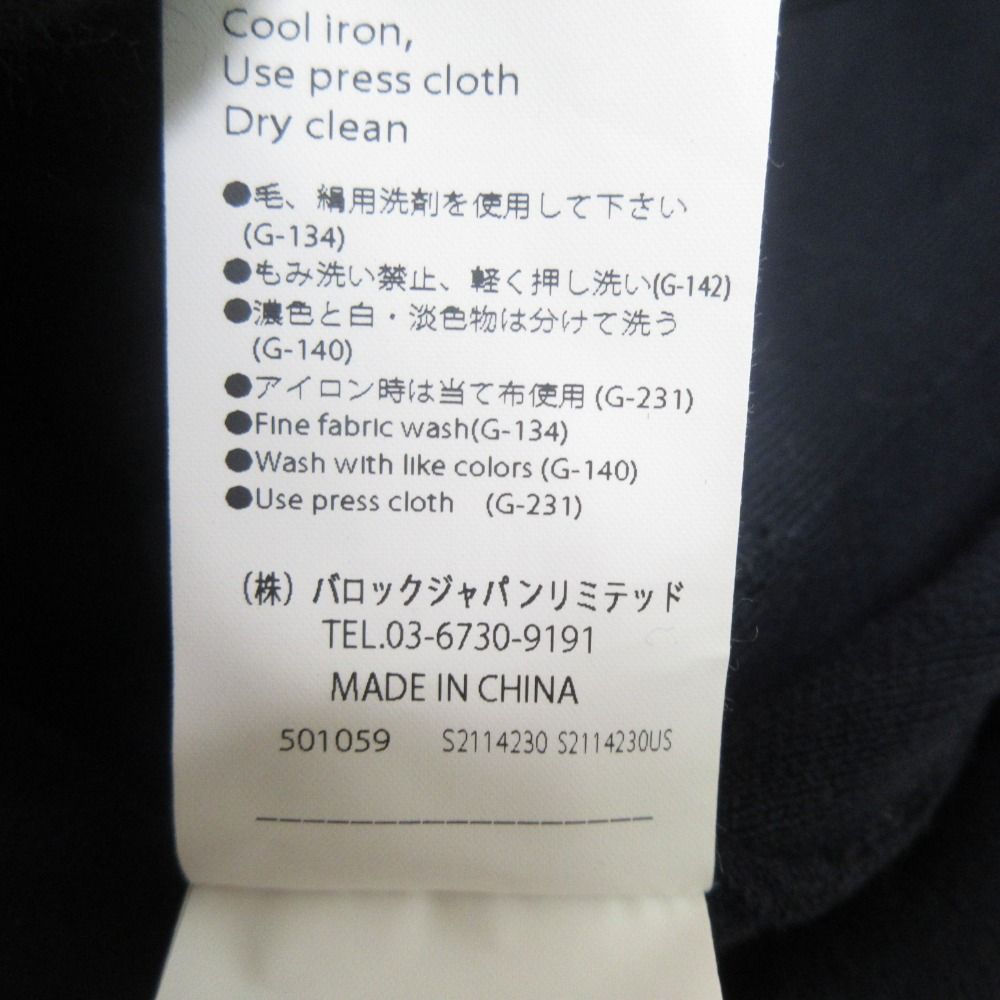 Cool iron,
Use press cloth
Dry clean
●毛、絹用洗剤を使用して下さい
(G-134)
●もみ洗い禁止、軽く押し洗い(G-142)
●濃色と白・淡色物は分けて洗う
(G-140)
●アイロン時は当て布使用 (G-231)
●Fine fabric wash(G-134)
●Wash with like colors (G-140)
●Use press cloth (G-231)
(株) バロックジャパンリミテッド
TEL.03-6730-9191
MADE IN CHINA
501059 S2114230 S2114230US